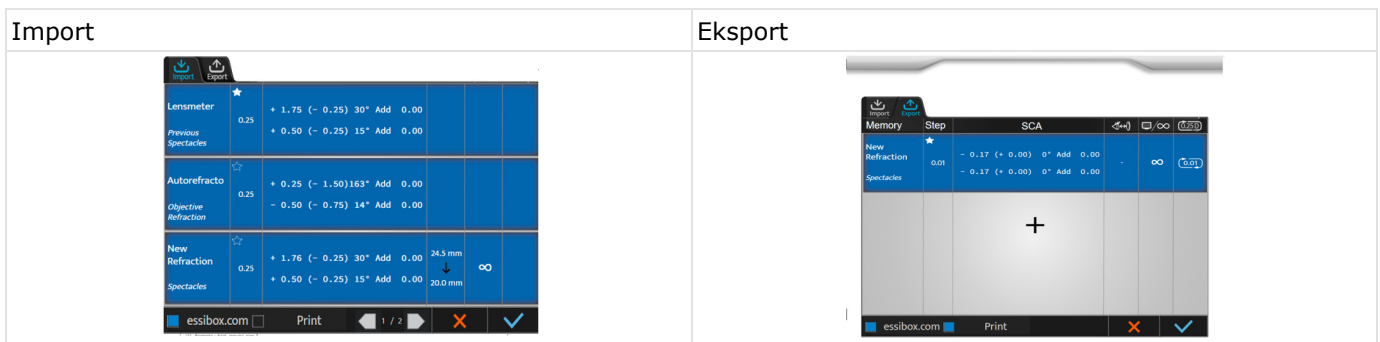 Import
Eksport
Import Export
Lensmeter
Previous
Spectacles
0.25
+ 1.75 (- 0.25) 30° Add 0.00
+ 0.50 (- 0.25) 15° Add 0.00
Autorefracto
Objective
Refraction
0.25
+ 0.25 (- 1.50)163° Add 0.00
- 0.50 (- 0.75) 14° Add 0.00
New
Refraction
Spectacles
0.25
+ 1.76 (- 0.25) 30° Add 0.00
+ 0.50 (- 0.25) 15° Add 0.00
24.5 mm
↓
20.0 mm
∞
essibox.com Print 1 / 2
Import Export
Memory Step SCA /∞ 0.25D
New
Refraction
Spectacles
0.01
- 0.17 (+ 0.00) 0° Add 0.00
- 0.17 (+ 0.00) 0° Add 0.00
-
∞
0.01
+
essibox.com Print